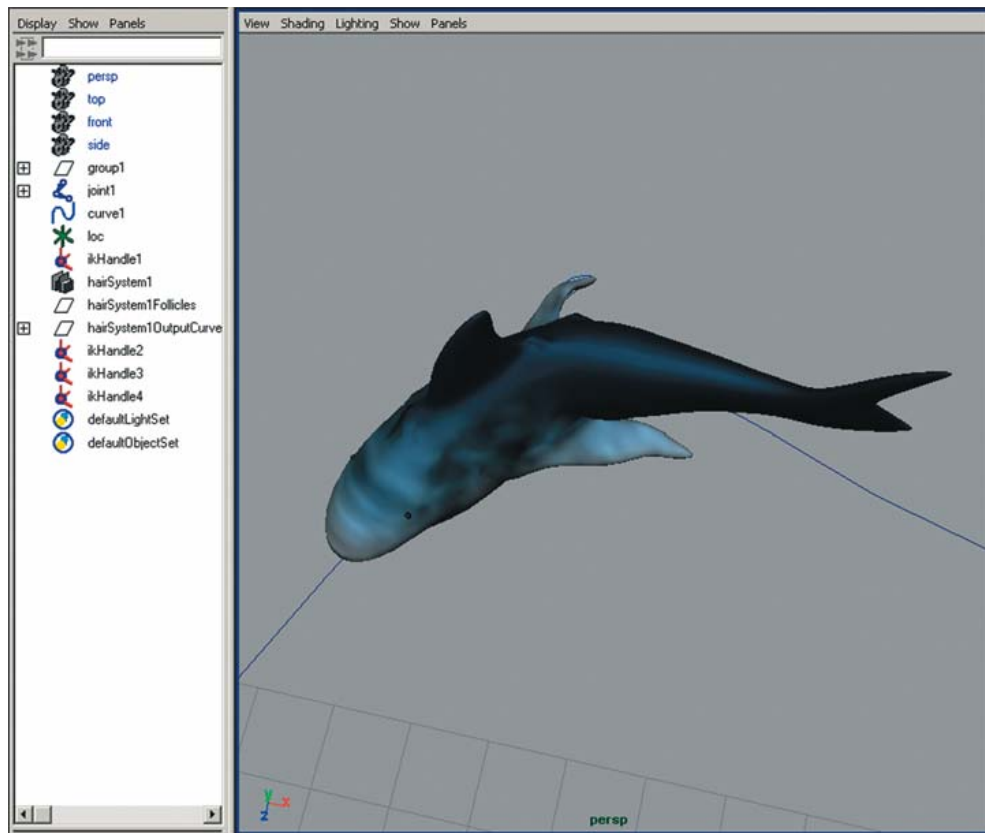 Display Show Panels
persp
top
front
side
group1
joint1
curve1
loc
ikHandle1
hairSystem1
hairSystem1Follicles
hairSystem1OutputCurve
ikHandle2
ikHandle3
ikHandle4
defaultLightSet
defaultObjectSet
View Shading Lighting Show Panels
y
x
z
persp